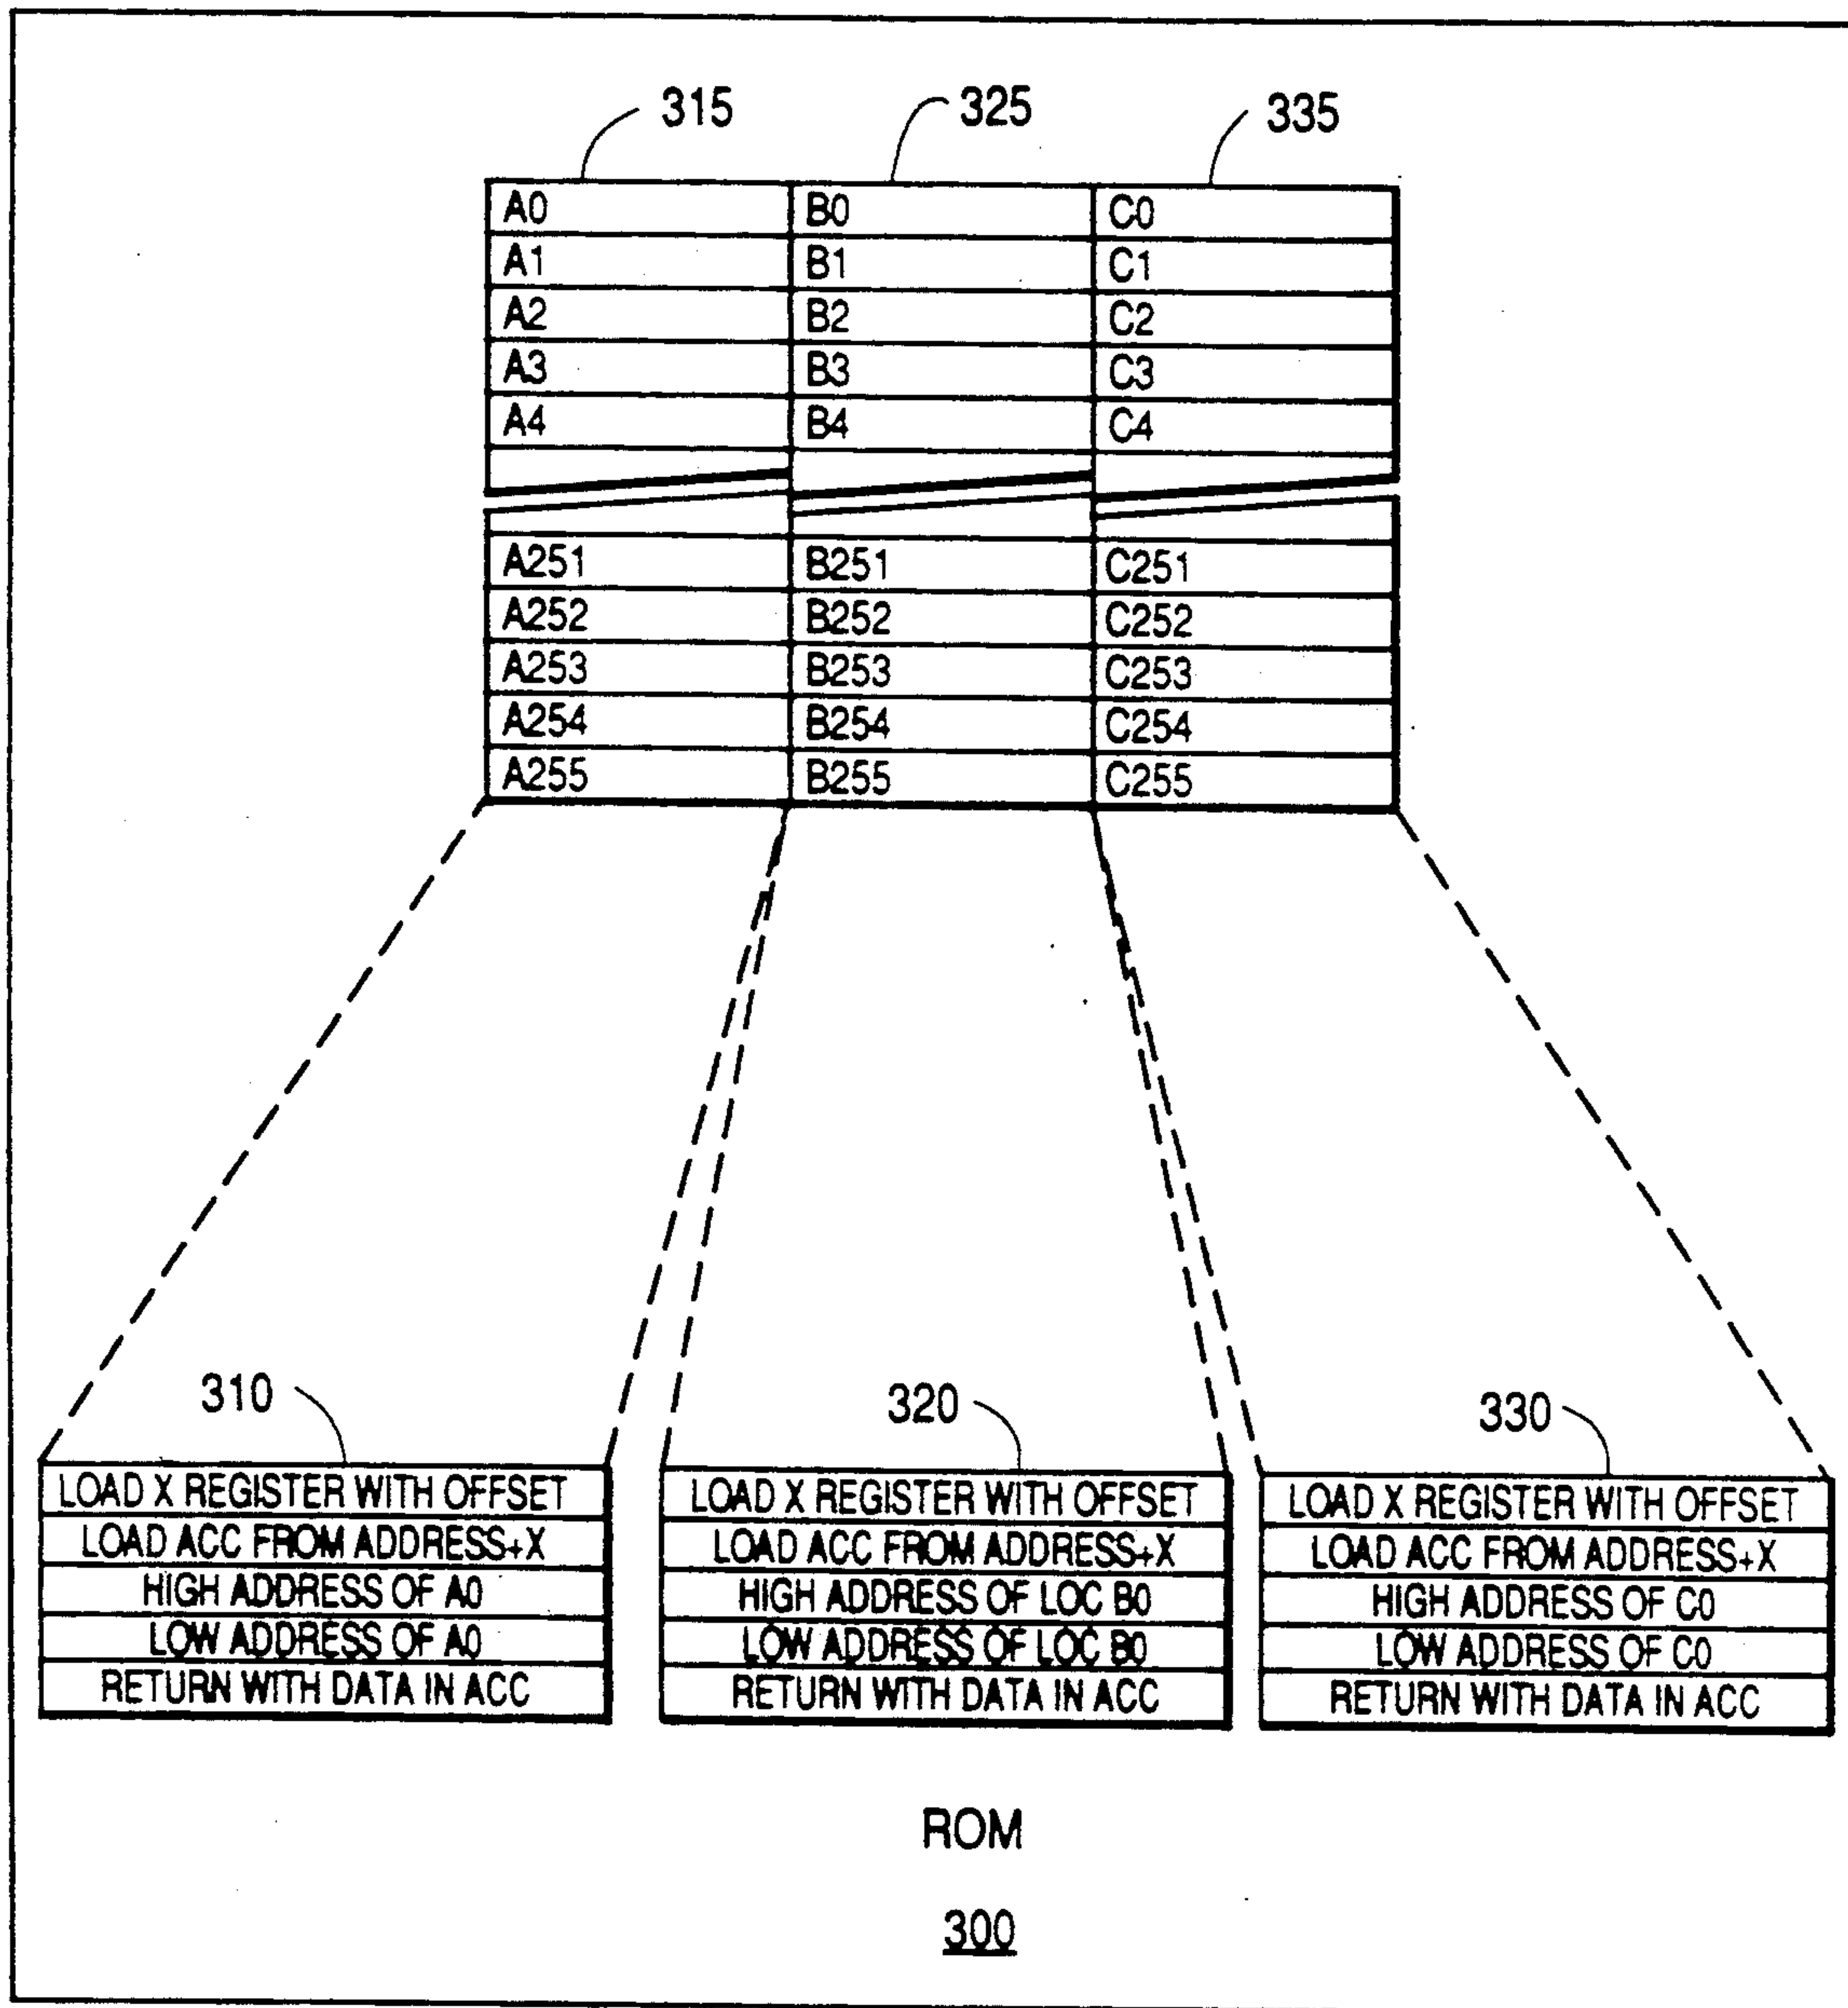 315 325 335
A0 B0 C0
A1 B1 C1
A2 B2 C2
A3 B3 C3
A4 B4 C4
A251 B251 C251
A252 B252 C252
A253 B253 C253
A254 B254 C254
A255 B255 C255
310 320 330
LOAD X REGISTER WITH OFFSET LOAD X REGISTER WITH OFFSET LOAD X REGISTER WITH OFFSET
LOAD ACC FROM ADDRESS+X LOAD ACC FROM ADDRESS+X LOAD ACC FROM ADDRESS+X
HIGH ADDRESS OF A0 HIGH ADDRESS OF LOC B0 HIGH ADDRESS OF C0
LOW ADDRESS OF A0 LOW ADDRESS OF LOC B0 LOW ADDRESS OF C0
RETURN WITH DATA IN ACC RETURN WITH DATA IN ACC RETURN WITH DATA IN ACC
ROM
300